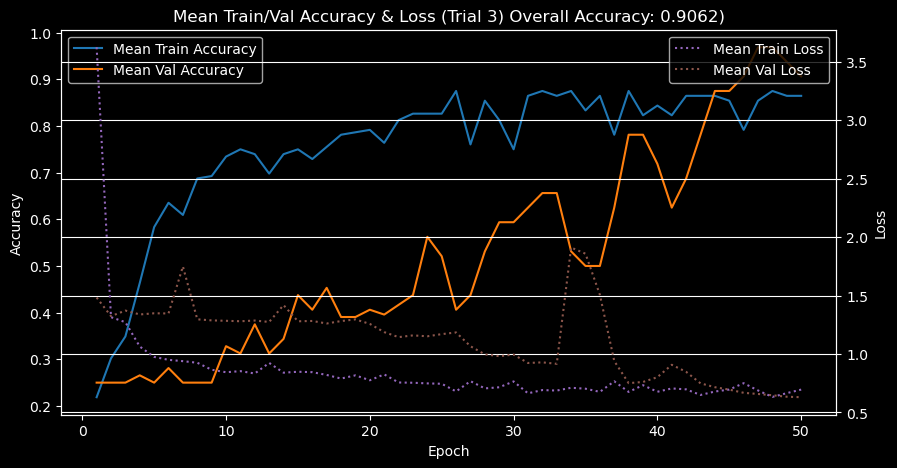 Mean Train/Val Accuracy & Loss (Trial 3) Overall Accuracy: 0.9062)
Mean Train Accuracy
Mean Val Accuracy
Mean Train Loss
Mean Val Loss
Accuracy
1.0
0.9
0.8
0.7
0.6
0.5
0.4
0.3
0.2
3.5
3.0
2.5
2.0
1.5
1.0
0.5
Loss
0 10 20 30 40 50
Epoch